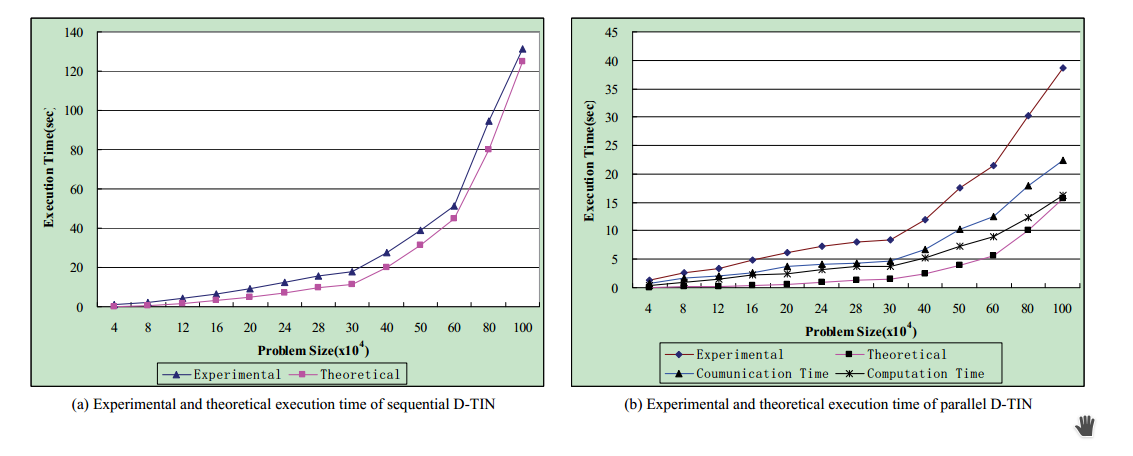 140
120
100
80
60
40
20
0
Execution Time(sec)
4 8 12 16 20 24 28 30 40 50 60 80 100
Problem Size(x10⁴)
Experimental Theoretical
(a) Experimental and theoretical execution time of sequential D-TIN
45
40
35
30
25
20
15
10
5
0
Execution Time(sec)
4 8 12 16 20 24 28 30 40 50 60 80 100
Problem Size(x10⁴)
Experimental Theoretical
Coumunication Time Computation Time
(b) Experimental and theoretical execution time of parallel D-TIN